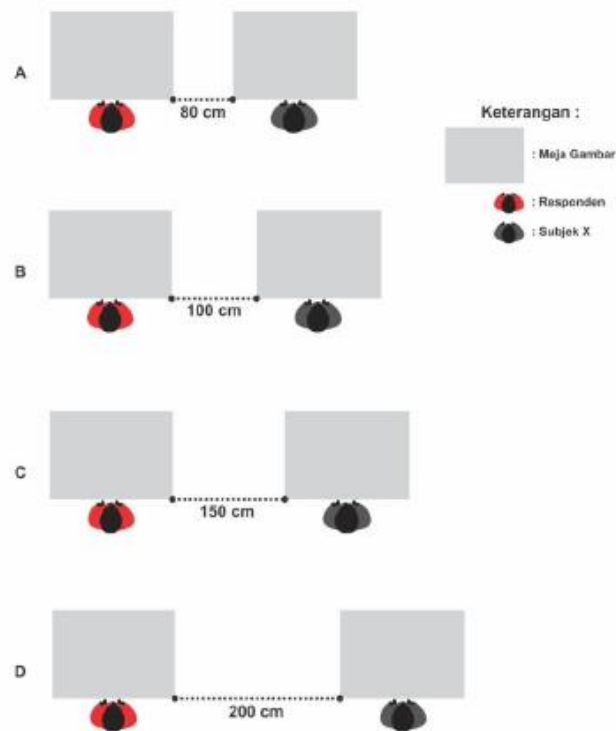 A
80 cm
Keterangan :
: Meja Gambar
: Responden
: Subjek X
B
100 cm
C
150 cm
D
200 cm